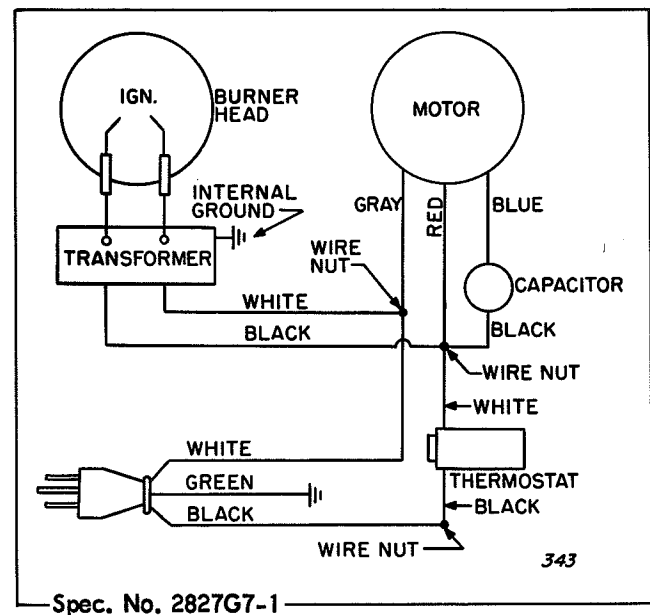 IGN.
BURNER
HEAD
MOTOR
INTERNAL
GROUND
GRAY
RED
BLUE
TRANSFORMER
WIRE
NUT
CAPACITOR
WHITE
BLACK
BLACK
WIRE NUT
WHITE
WHITE
THERMOSTAT
GREEN
BLACK
BLACK
WIRE NUT
343
Spec. No. 2827G7-1